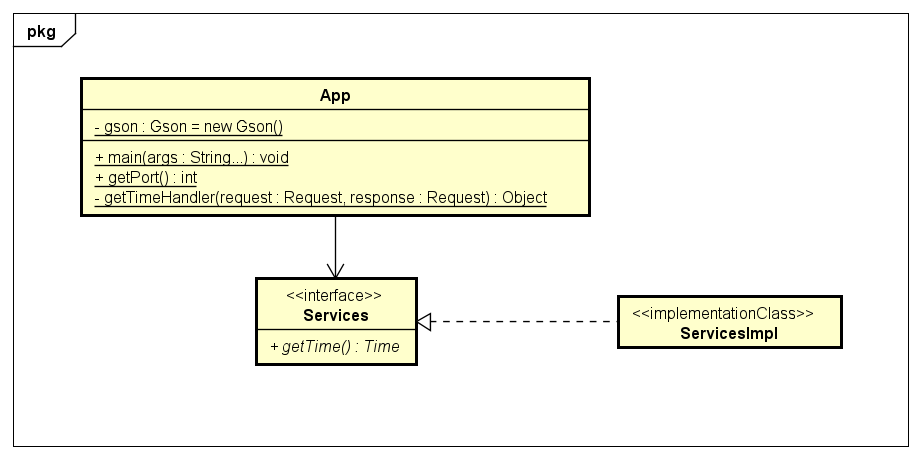 pkg
App
- gson : Gson = new Gson()
+ main(args : String...) : void
+ getPort() : int
- getTimeHandler(request : Request, response : Request) : Object
<<interface>>
Services
+ getTime() : Time
<<implementationClass>>
ServicesImpl